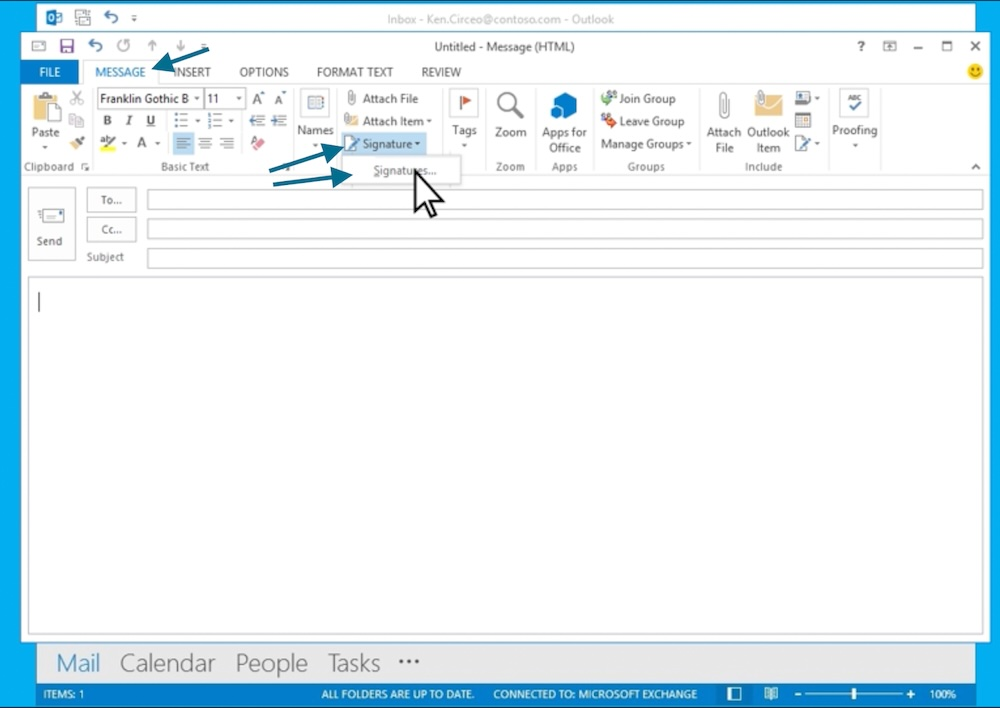 Inbox - Ken.Circeo@contoso.com - Outlook
Untitled - Message (HTML)
?
FILE MESSAGE INSERT OPTIONS FORMAT TEXT REVIEW
Franklin Gothic B 11 A A
B I U
A
Paste
Clipboard
Basic Text
Names
Attach File
Attach Item
Signature
Signatures...
Tags
Zoom
Zoom
Apps for
Office
Apps
Join Group
Leave Group
Manage Groups
Groups
Attach
File
Outlook
Item
Include
ABC
Proofing
Send
To...
Cc...
Subject
Mail Calendar People Tasks ...
ITEMS: 1 ALL FOLDERS ARE UP TO DATE. CONNECTED TO: MICROSOFT EXCHANGE - + 100%